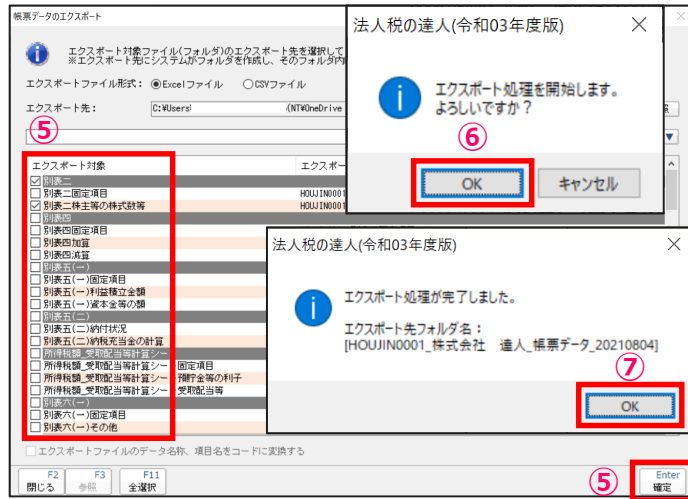 帳票データのエクスポート
エクスポート対象ファイル(フォルダ)のエクスポート先を選択して
※エクスポート先にシステムがフォルダを作成し、そのフォルダ内
エクスポートファイル形式： Excelファイル CSVファイル
エクスポート先： C:¥Users¥ (NT¥OneDrive
⑤
エクスポート対象 エクスポー
別表二
別表二固定項目 HOUJIN0001
別表二株主等の株式数等 HOUJIN0001
別表四
別表四固定項目
別表四加算
別表四減算
別表五(一)
別表五(一)固定項目
別表五(一)利益積立金額
別表五(一)資本金等の額
別表五(二)
別表五(二)納付状況
別表五(二)納税充当金の計算
所得税額_受取配当等計算シー
所得税額_受取配当等計算シー 固定項目
所得税額_受取配当等計算シー 預貯金等の利子
所得税額_受取配当等計算シー 受取配当等
別表六(一)
別表六(一)固定項目
別表六(一)その他
エクスポートファイルのデータ名称、項目名をコードに変換する
F2 閉じる
F3 参照
F11 全選択
⑤
Enter 確定
法人税の達人(令和03年度版)
エクスポート処理を開始します。
よろしいですか？
⑥
OK キャンセル
法人税の達人(令和03年度版)
エクスポート処理が完了しました。
エクスポート先フォルダ名：
[HOUJIN0001_株式会社 達人_帳票データ_20210804]
⑦
OK